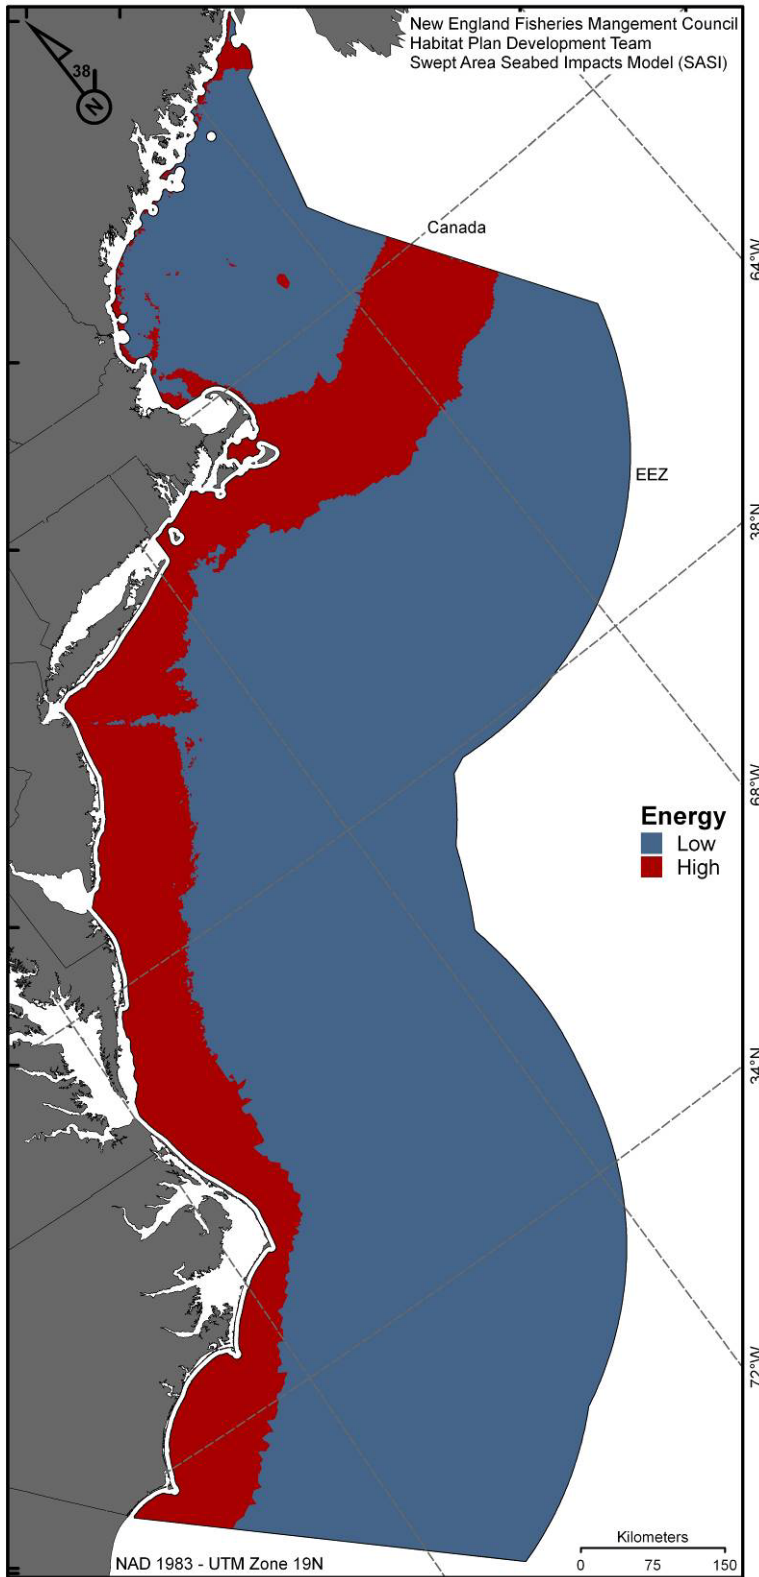 New England Fisheries Mangement Council
Habitat Plan Development Team
Swept Area Seabed Impacts Model (SASI)
38
N
Canada
64°W
EEZ
38°N
68°W
Energy
Low
High
34°N
72°W
Kilometers
0 75 150
NAD 1983 - UTM Zone 19N